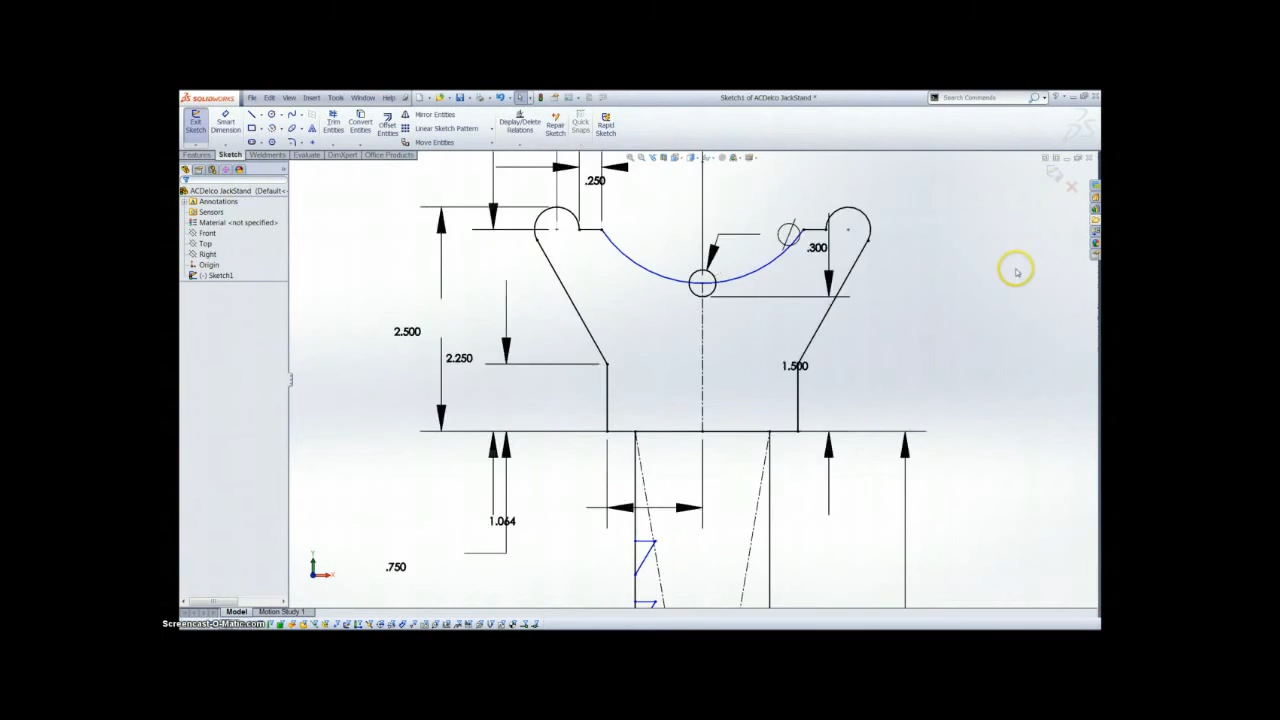 SOLIDWORKS File Edit View Insert Tools Window Help Sketch1 of ACDelco JackStand * Search Commands
Exit Sketch Smart Dimension Trim Entities Convert Entities Offset Entities Mirror Entities Linear Sketch Pattern Move Entities Display/Delete Relations Repair Sketch Quick Snaps Rapid Sketch
Features Sketch Weldments Evaluate DimXpert Office Products
ACDelco JackStand (Default<
Annotations
Sensors
Material <not specified>
Front
Top
Right
Origin
(-) Sketch1
.250
.300
2.500
2.250
1.500
1.064
.750
Y
X
Model Motion Study 1
Screencast-O-Matic.com